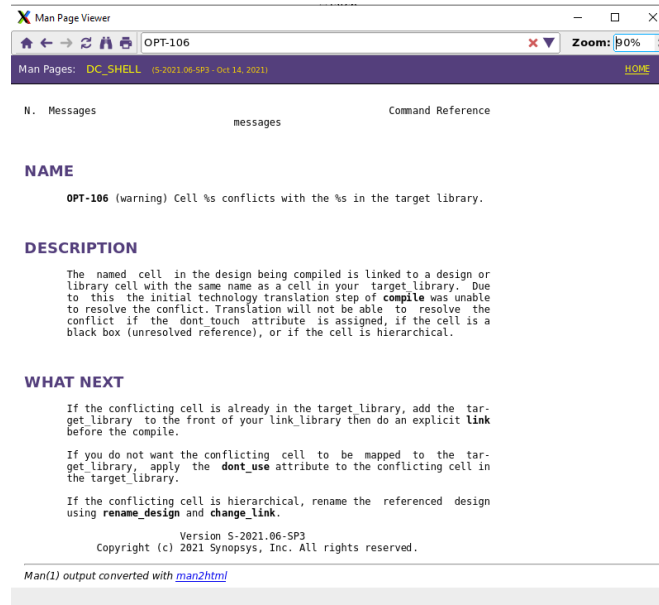 Man Page Viewer
OPT-106
Zoom: 90%
Man Pages: DC_SHELL (S-2021.06-SP3 - Oct 14, 2021) HOME
N. Messages Command Reference
messages
NAME
OPT-106 (warning) Cell %s conflicts with the %s in the target library.
DESCRIPTION
The named cell in the design being compiled is linked to a design or
library cell with the same name as a cell in your target_library. Due
to this the initial technology translation step of compile was unable
to resolve the conflict. Translation will not be able to resolve the
conflict if the dont_touch attribute is assigned, if the cell is a
black box (unresolved reference), or if the cell is hierarchical.
WHAT NEXT
If the conflicting cell is already in the target_library, add the tar-
get_library to the front of your link_library then do an explicit link
before the compile.
If you do not want the conflicting cell to be mapped to the tar-
get_library, apply the dont_use attribute to the conflicting cell in
the target_library.
If the conflicting cell is hierarchical, rename the referenced design
using rename_design and change_link.
Version S-2021.06-SP3
Copyright (c) 2021 Synopsys, Inc. All rights reserved.
Man(1) output converted with man2html